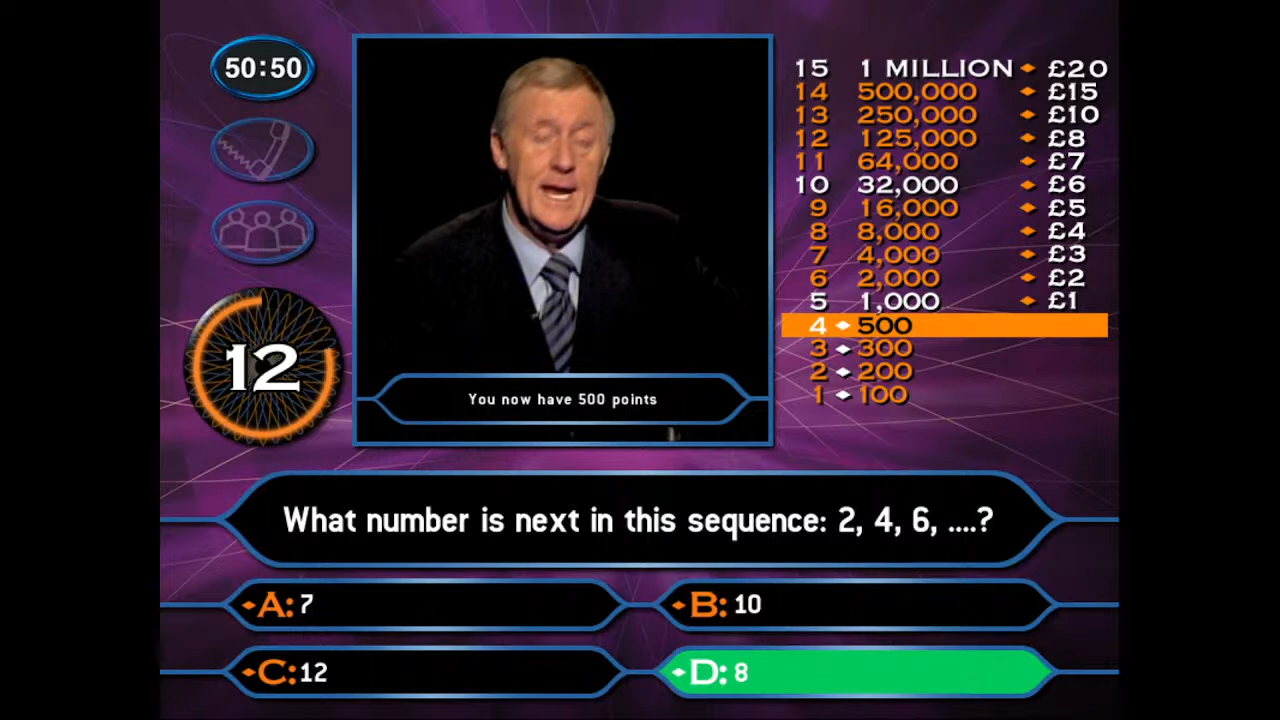 50:50
12
You now have 500 points
15 1 MILLION £20
14 500,000 £15
13 250,000 £10
12 125,000 £8
11 64,000 £7
10 32,000 £6
9 16,000 £5
8 8,000 £4
7 4,000 £3
6 2,000 £2
5 1,000 £1
4 500
3 300
2 200
1 100
What number is next in this sequence: 2, 4, 6, ....?
A: 7
B: 10
C: 12
D: 8